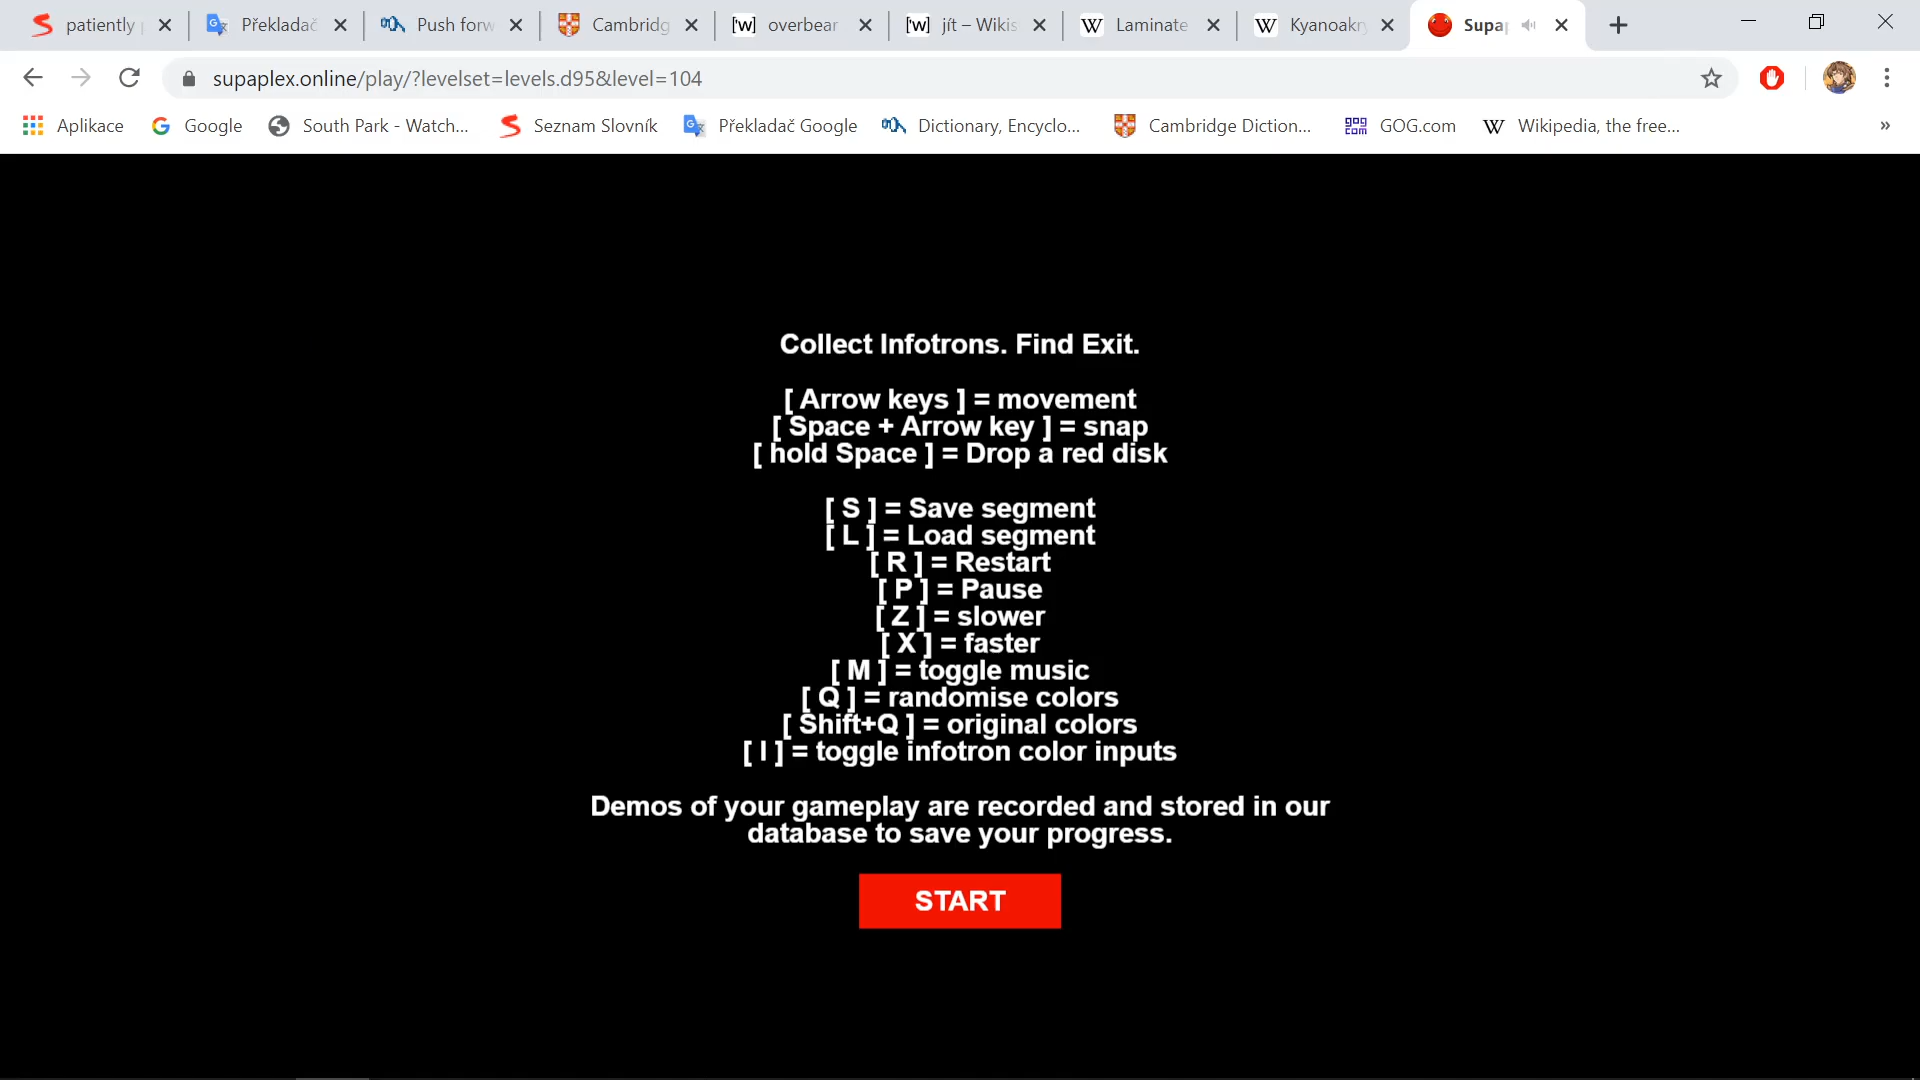 patiently
Překladač
Push forw
Cambridg
overbear
jít – Wikis
Laminate
Kyanoakry
Supap
supaplex.online/play/?levelset=levels.d95&level=104
Aplikace
Google
South Park - Watch...
Seznam Slovník
Překladač Google
Dictionary, Encyclo...
Cambridge Diction...
GOG.com
Wikipedia, the free...
Collect Infotrons. Find Exit.
[ Arrow keys ] = movement
[ Space + Arrow key ] = snap
[ hold Space ] = Drop a red disk
[ S ] = Save segment
[ L ] = Load segment
[ R ] = Restart
[ P ] = Pause
[ Z ] = slower
[ X ] = faster
[ M ] = toggle music
[ Q ] = randomise colors
[ Shift+Q ] = original colors
[ I ] = toggle infotron color inputs
Demos of your gameplay are recorded and stored in our
database to save your progress.
START